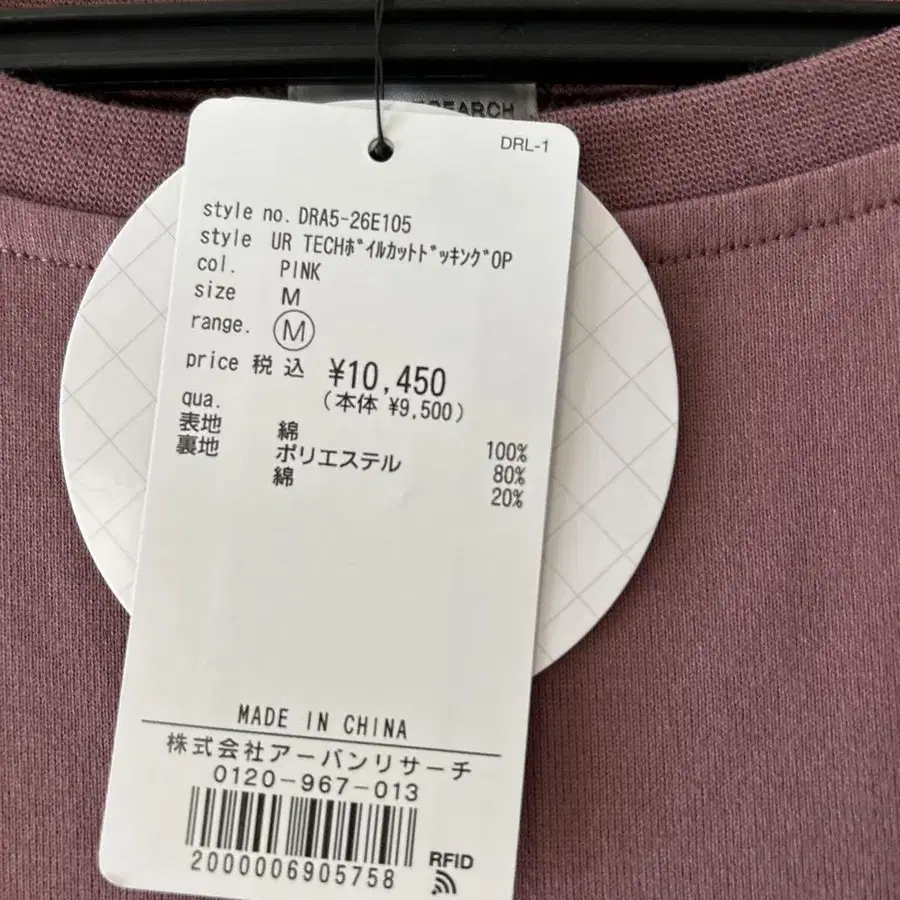 RESEARCH
DRL-1
style no. DRA5-26E105
style UR TECHﾎﾞｲﾙカットﾄﾞｯｷﾝｸﾞOP
col. PINK
size M
range. Ⓜ
price 税込 ¥10,450
(本体 ¥9,500)
qua.
表地 綿 100%
裏地 ポリエステル 80%
綿 20%
MADE IN CHINA
株式会社アーバンリサーチ
0120-967-013
2000006905758
RFID